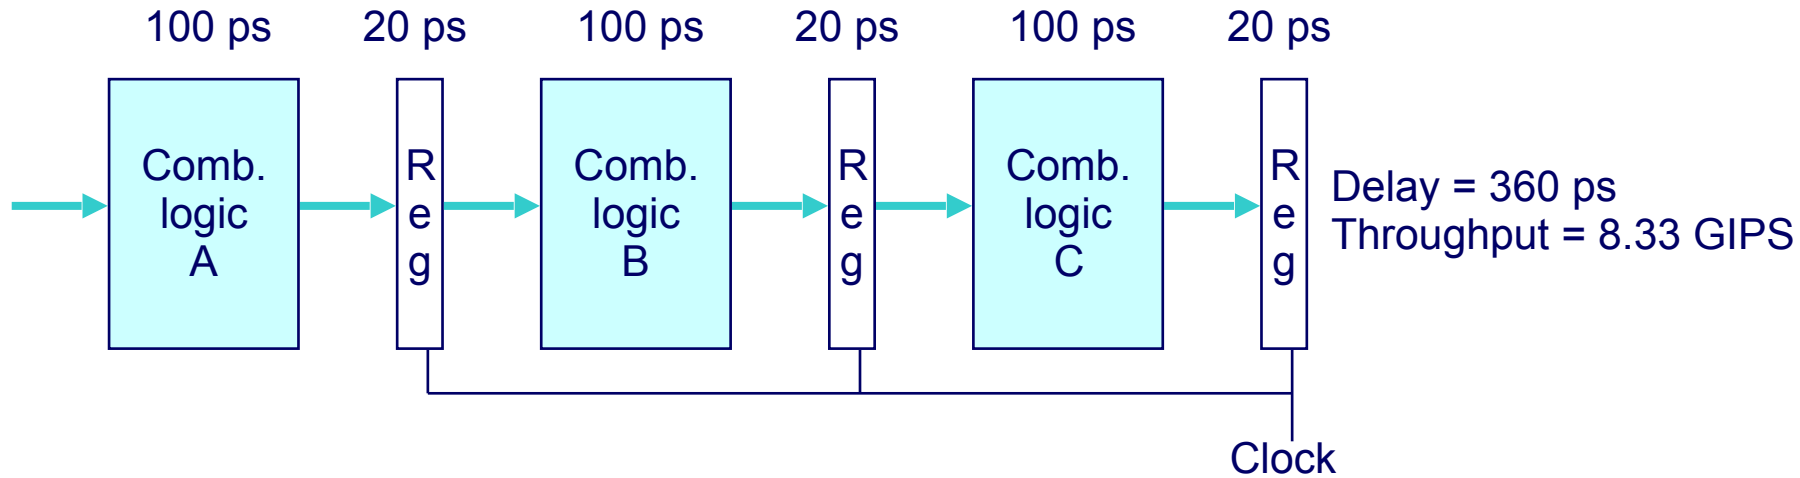 100 ps
20 ps
100 ps
20 ps
100 ps
20 ps
Comb.
logic
A
R
e
g
Comb.
logic
B
R
e
g
Comb.
logic
C
R
e
g
Delay = 360 ps
Throughput = 8.33 GIPS
Clock